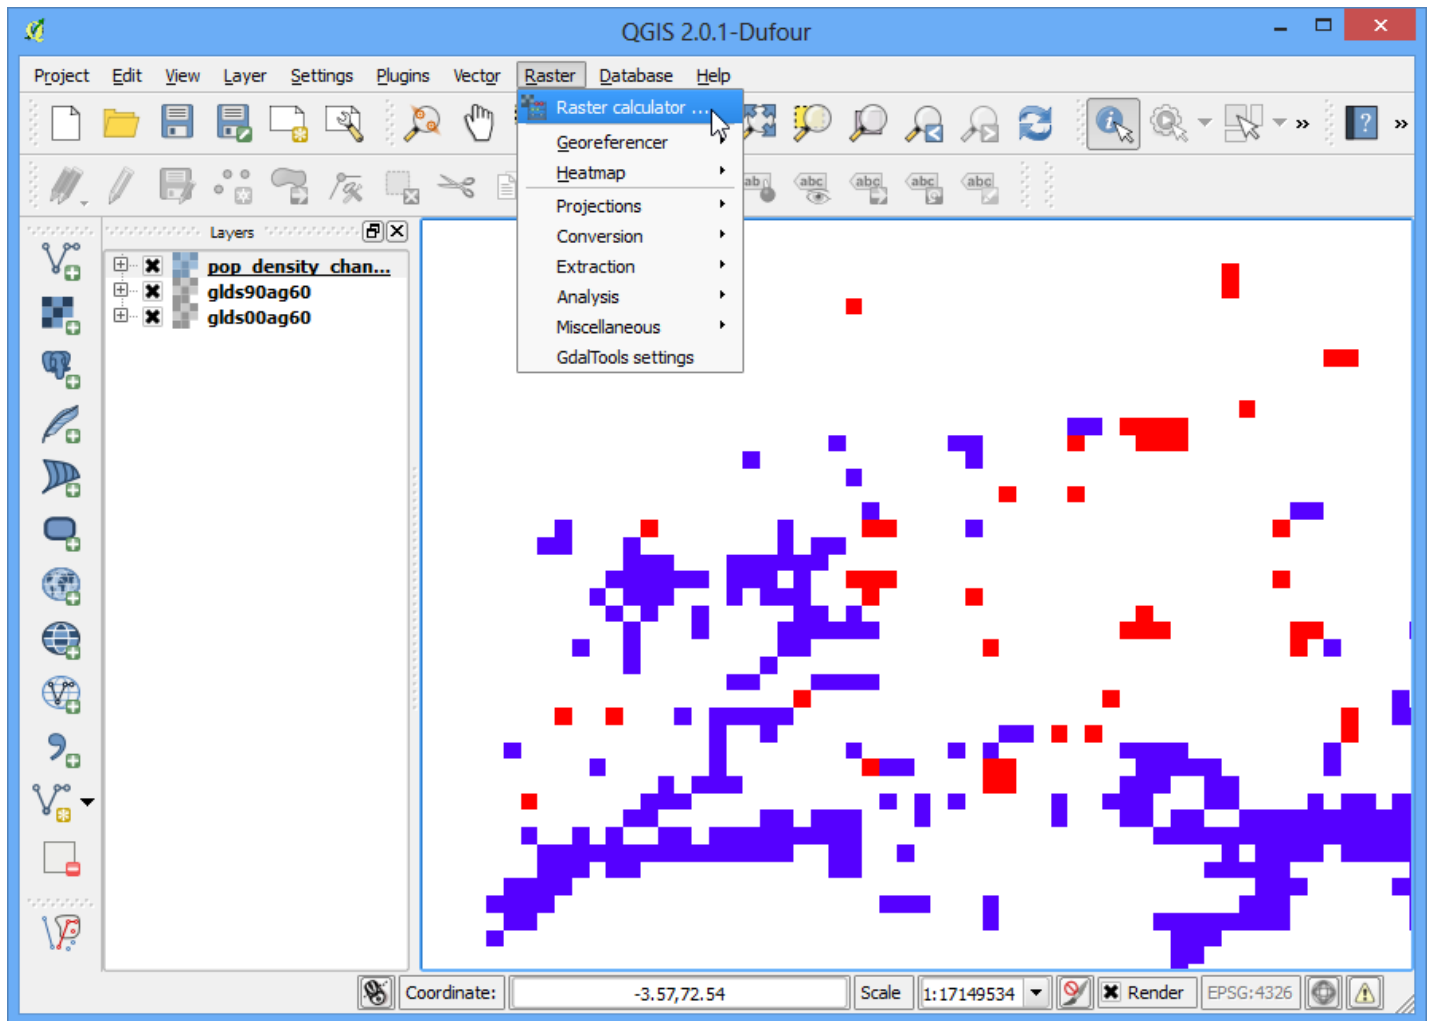 QGIS 2.0.1-Dufour
Project Edit View Layer Settings Plugins Vector Raster Database Help
Raster calculator ...
Georeferencer
Heatmap
Projections
Conversion
Extraction
Analysis
Miscellaneous
GdalTools settings
Layers
pop_density_chan...
glds90ag60
glds00ag60
Coordinate: -3.57,72.54 Scale 1:17149534 Render EPSG:4326